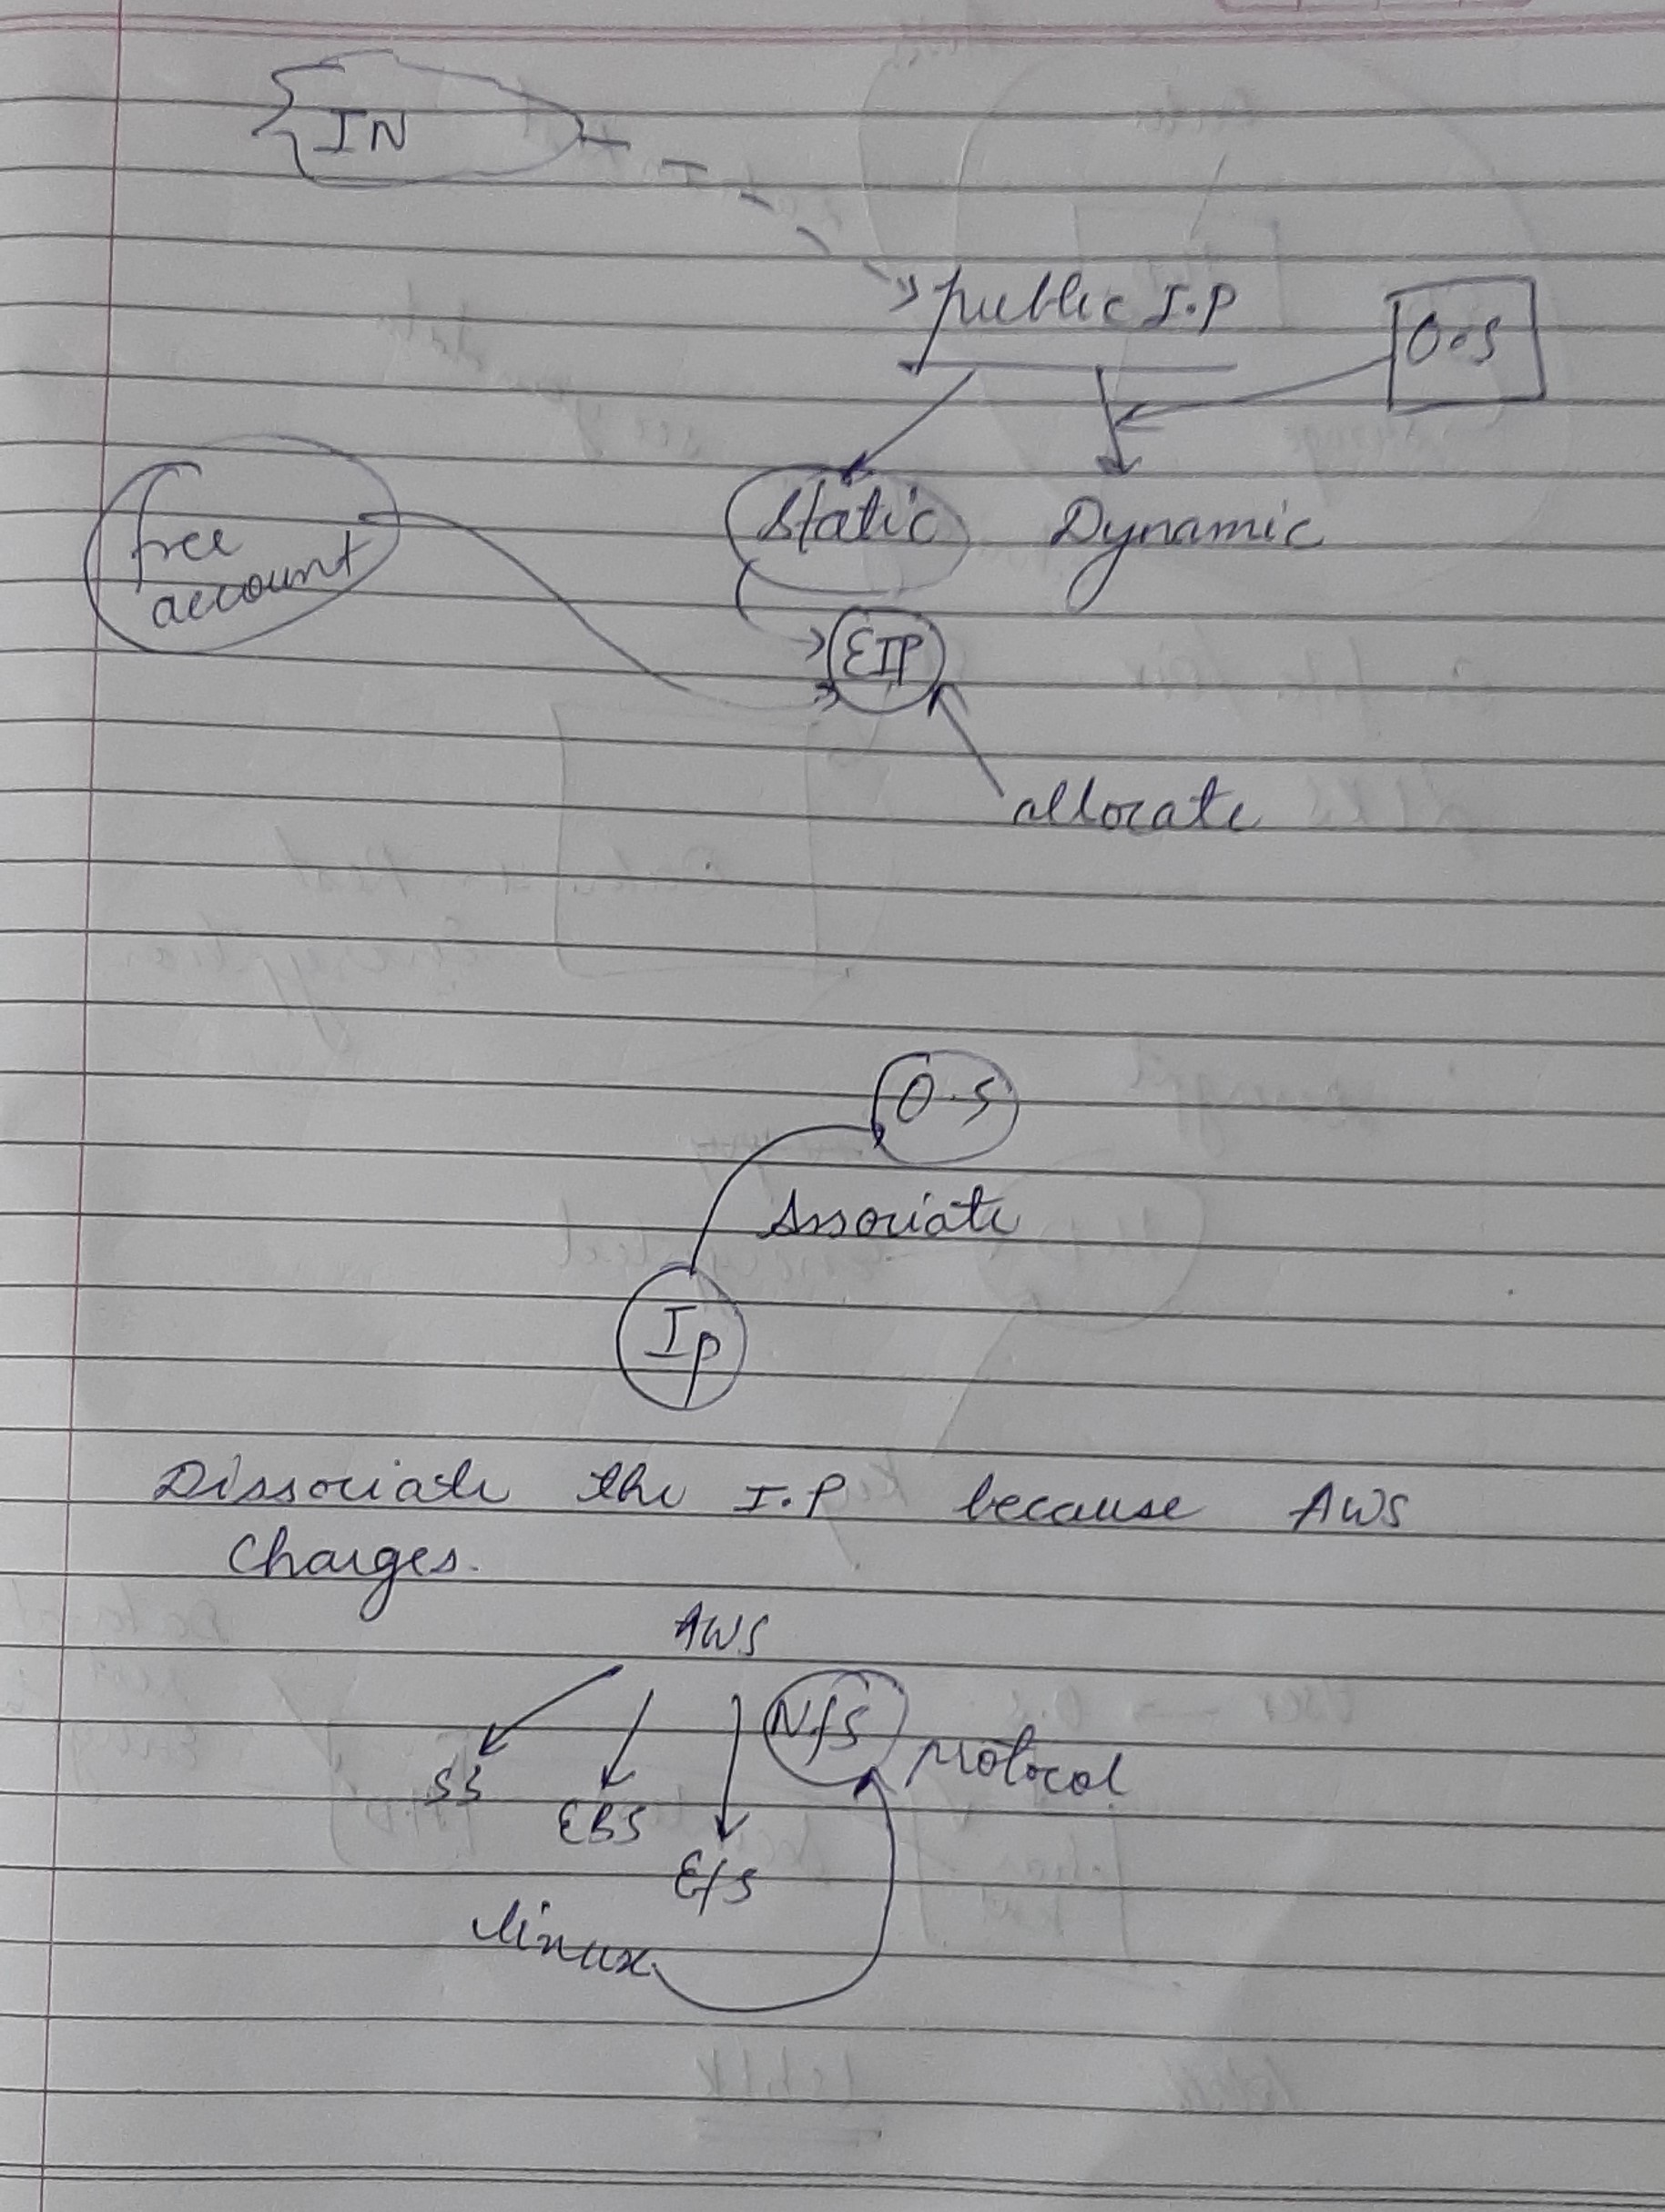 IN
public I.P
O.S
Static Dynamic
free
account
EIP
allocate
O.S
Associate
Ip
Dissociate the I.P because AWS
Charges.
AWS
NfS protocol
S3
EBS
EfS
linux